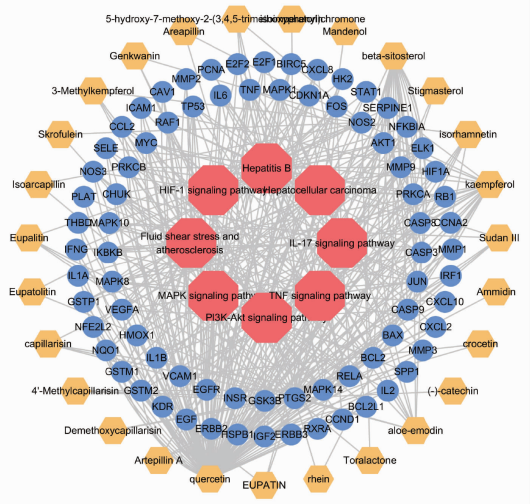 5-hydroxy-7-methoxy-2-(3,4,5-trimethoxyphenyl)chromone
Areapillin
Mandenol
Genkwanin
beta-sitosterol
3-Methylkempferol
Stigmasterol
Skrofulein
isorhamnetin
Isoarcapillin
kaempferol
Eupalitin
Sudan III
Eupatolitin
Ammidin
capillarisin
crocetin
4'-Methylcapillarisin
(-)-catechin
Demethoxycapillarisin
aloe-emodin
Artepillin A
Toralactone
quercetin
EUPATIN
rhein
PCNA
E2F2
E2F1
BIRC5
CXCL8
HK2
MMP2
CAV1
IL6
TNF
MAPK1
CDKN1A
STAT1
ICAM1
TP53
FOS
SERPINE1
CCL2
RAF1
NOS2
NFKBIA
SELE
MYC
AKT1
ELK1
NOS3
PRKCB
MMP9
HIF1A
PLAT
CHUK
PRKCA
RB1
THBD
MAPK10
CASP8
CCNA2
IFNG
IKBKB
CASP3
MMP1
IL1A
MAPK8
JUN
IRF1
GSTP1
VEGFA
CASP9
CXCL10
NFE2L2
HMOX1
BAX
CXCL2
NQO1
IL1B
BCL2
MMP3
GSTM1
VCAM1
RELA
SPP1
GSTM2
EGFR
INSR
GSK3B
PTGS2
MAPK14
IL2
KDR
BCL2L1
EGF
ERBB2
HSPB1
IGF2
ERBB3
RXRA
CCND1
Hepatitis B
HIF-1 signaling pathway
Hepatocellular carcinoma
Fluid shear stress and
atherosclerosis
IL-17 signaling pathway
MAPK signaling pathway
TNF signaling pathway
PI3K-Akt signaling pathway